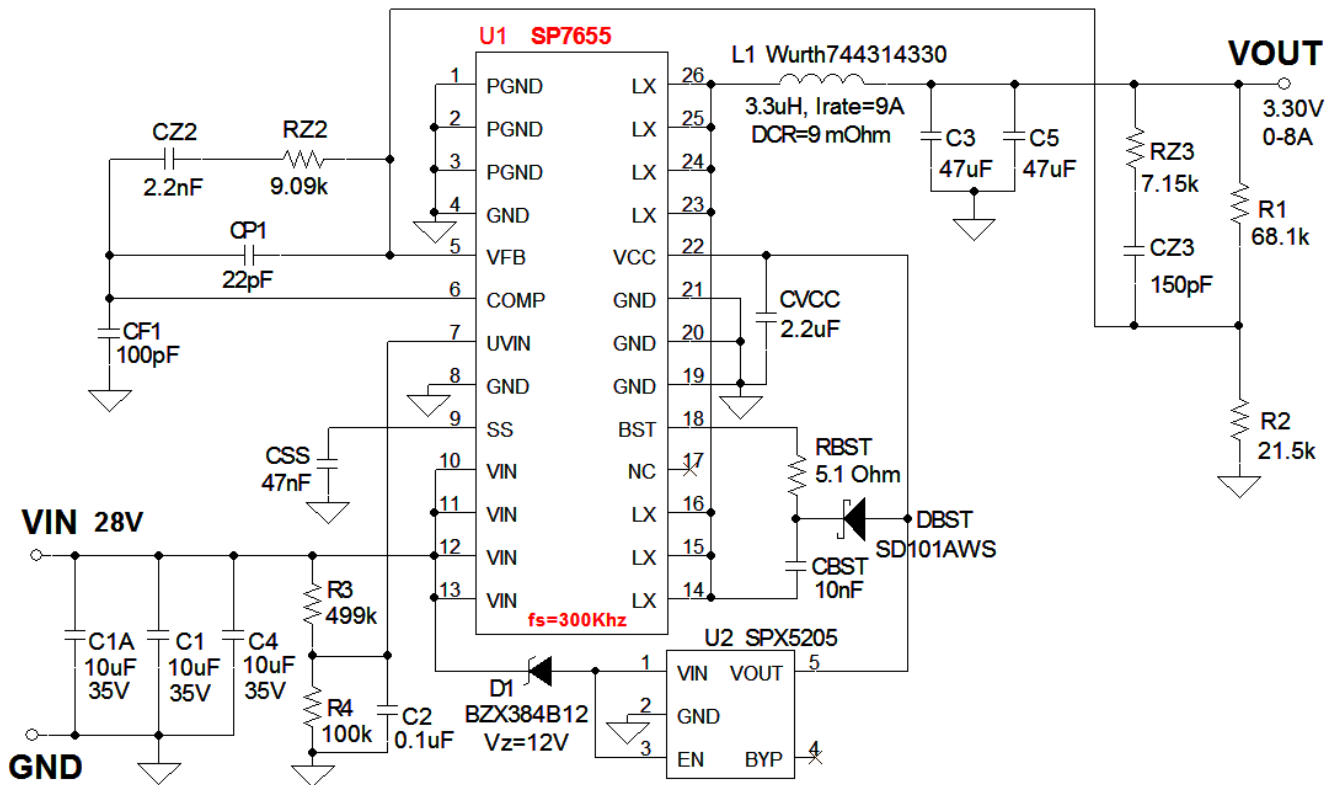 U1 SP7655
L1 Wurth744314330
3.3uH, Irate=9A
DCR=9 mOhm
VOUT
3.30V
0-8A
CZ2
2.2nF
RZ2
9.09k
CP1
22pF
CF1
100pF
1 PGND LX 26
2 PGND LX 25
3 PGND LX 24
4 GND LX 23
5 VFB VCC 22
6 COMP GND 21
7 UVIN GND 20
8 GND GND 19
9 SS BST 18
10 VIN NC 17
11 VIN LX 16
12 VIN LX 15
13 VIN LX 14
fs=300Khz
C3
47uF
C5
47uF
RZ3
7.15k
CZ3
150pF
R1
68.1k
R2
21.5k
CVCC
2.2uF
RBST
5.1 Ohm
DBST
SD101AWS
CBST
10nF
CSS
47nF
VIN 28V
C1A
10uF
35V
C1
10uF
35V
C4
10uF
35V
GND
R3
499k
R4
100k
C2
0.1uF
D1
BZX384B12
Vz=12V
U2 SPX5205
1 VIN VOUT 5
2 GND
3 EN BYP 4